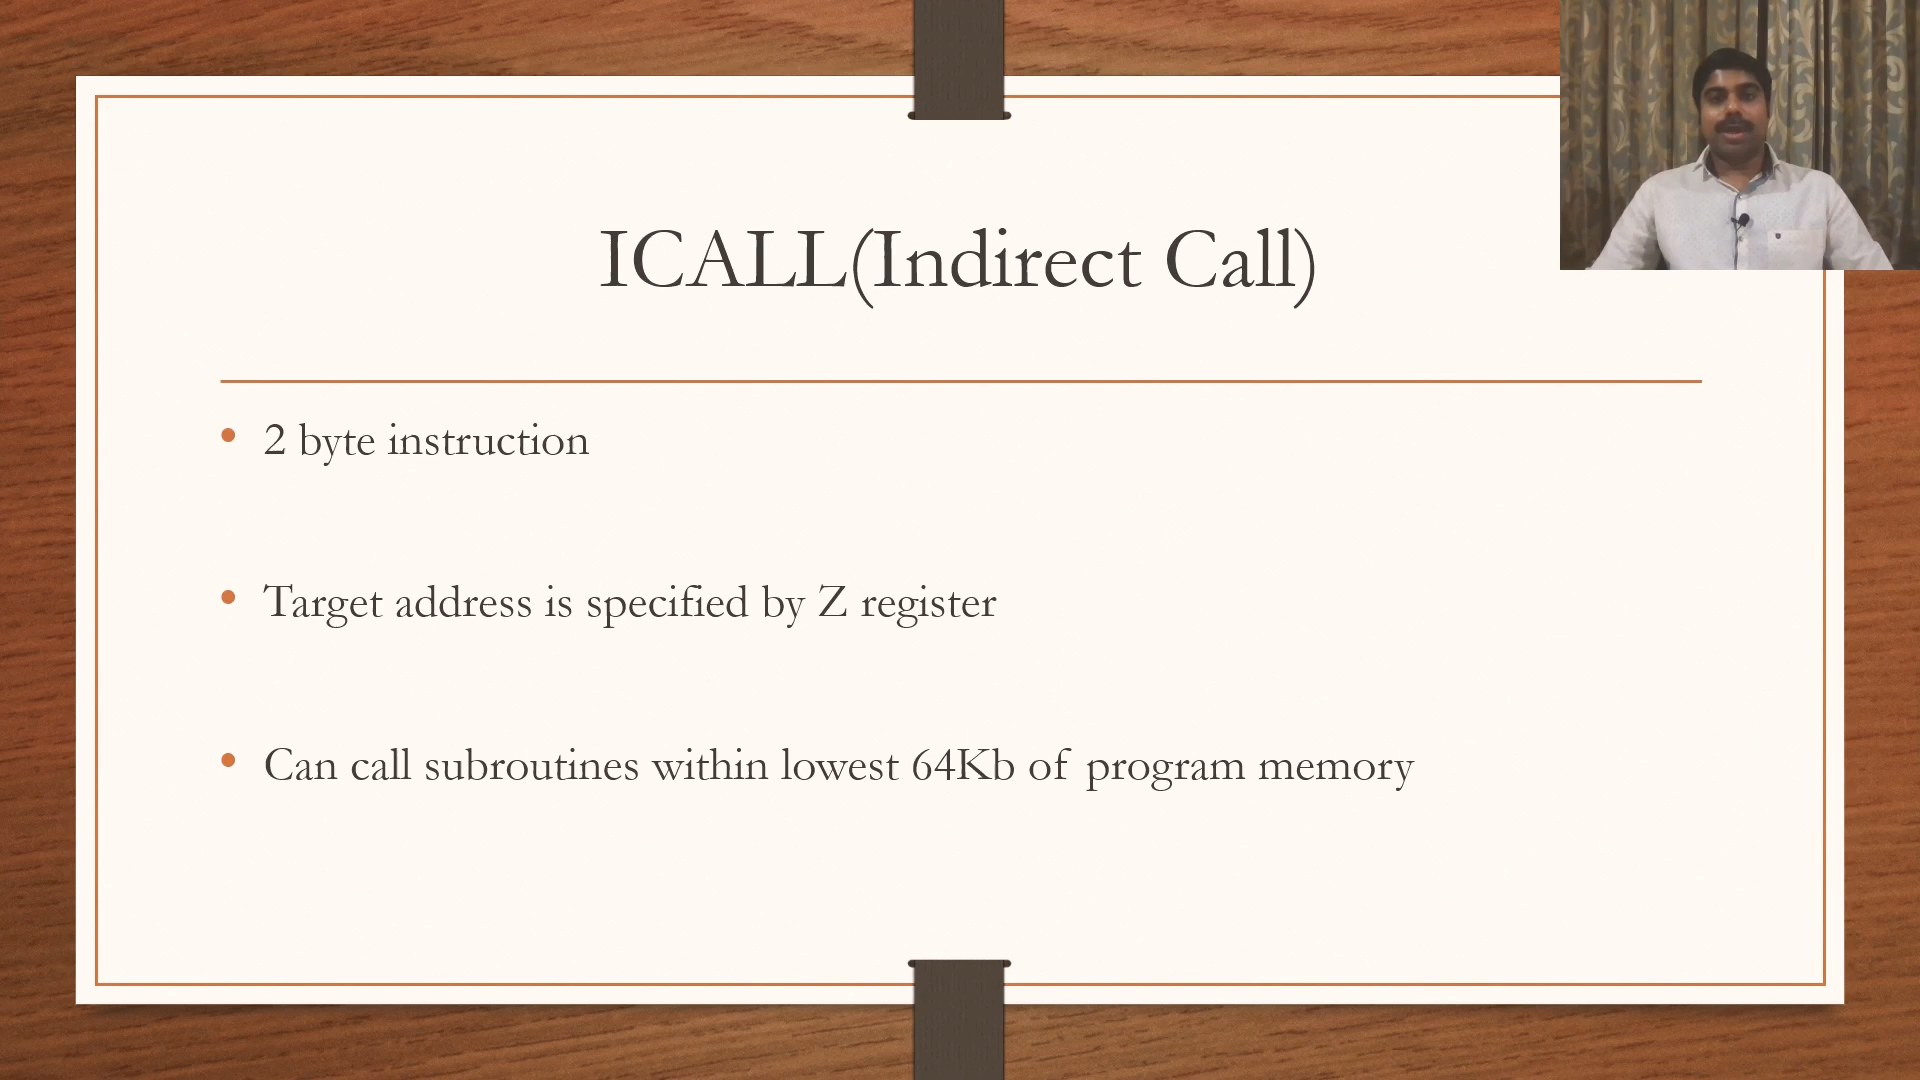 ICALL(Indirect Call)
• 2 byte instruction
• Target address is specified by Z register
• Can call subroutines within lowest 64Kb of program memory